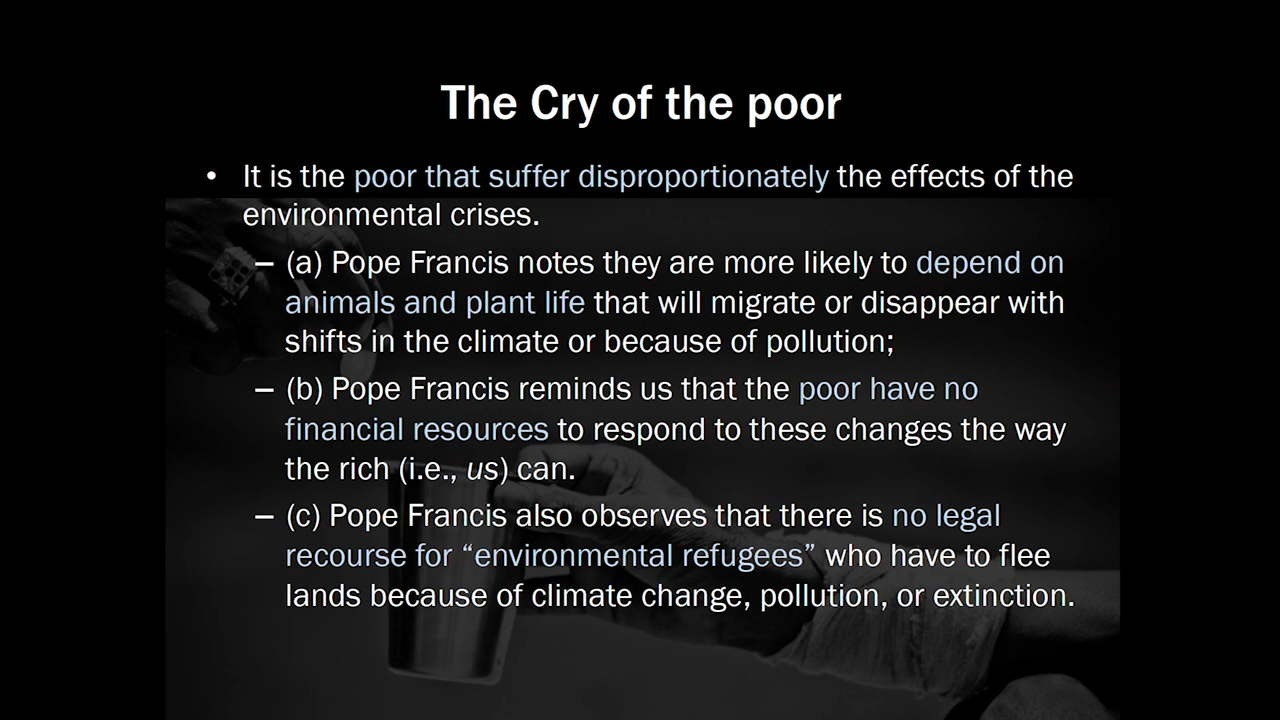 The Cry of the poor
• It is the poor that suffer disproportionately the effects of the
environmental crises.
– (a) Pope Francis notes they are more likely to depend on
animals and plant life that will migrate or disappear with
shifts in the climate or because of pollution;
– (b) Pope Francis reminds us that the poor have no
financial resources to respond to these changes the way
the rich (i.e., us) can.
– (c) Pope Francis also observes that there is no legal
recourse for “environmental refugees” who have to flee
lands because of climate change, pollution, or extinction.